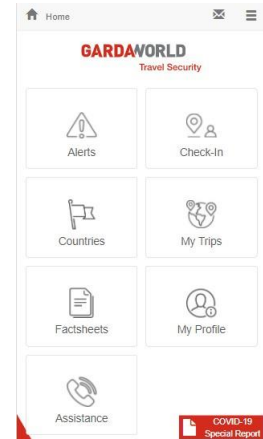 Home
GARDAWORLD
Travel Security
Alerts
Check-In
Countries
My Trips
Factsheets
My Profile
Assistance
COVID-19
Special Report